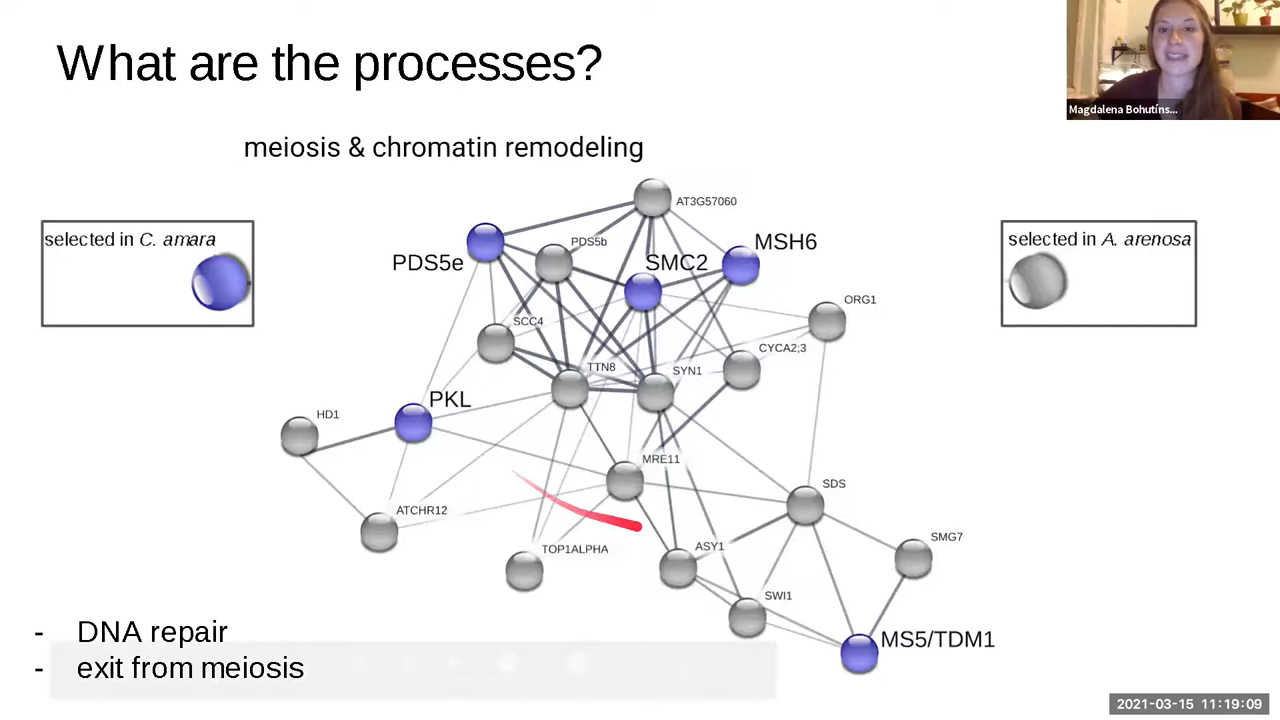 What are the processes?
Magdalena Bohutíns...
meiosis & chromatin remodeling
selected in C. amara
selected in A. arenosa
AT3G57060
PDS5e
PDS5b
SMC2
MSH6
ORG1
SCC4
CYCA2;3
TTN8
SYN1
PKL
HD1
MRE11
SDS
ATCHR12
SMG7
TOP1ALPHA
ASY1
SWI1
MS5/TDM1
- DNA repair
- exit from meiosis
2021-03-15 11:19:09